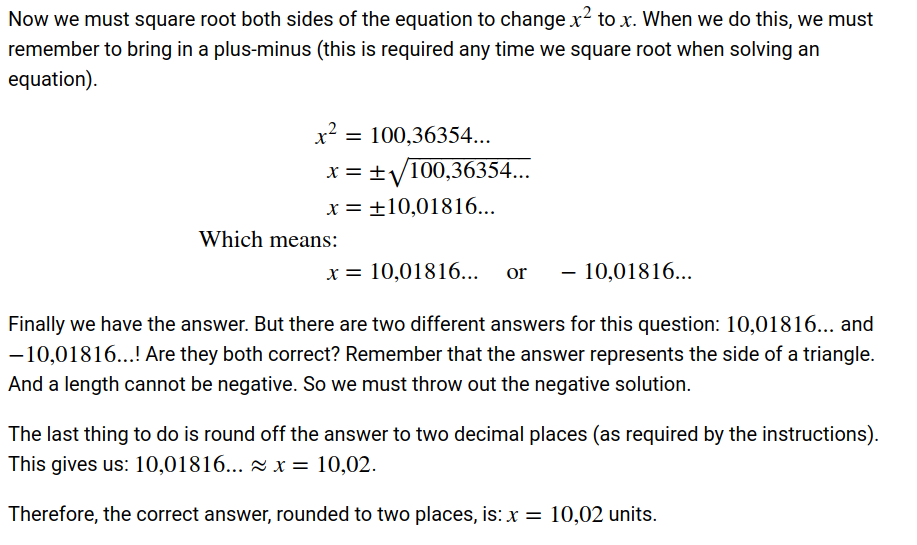 Now we must square root both sides of the equation to change x² to x. When we do this, we must
remember to bring in a plus-minus (this is required any time we square root when solving an
equation).
x² = 100,36354...
x = ±√100,36354...
x = ±10,01816...
Which means:
x = 10,01816... or − 10,01816...
Finally we have the answer. But there are two different answers for this question: 10,01816... and
−10,01816...! Are they both correct? Remember that the answer represents the side of a triangle.
And a length cannot be negative. So we must throw out the negative solution.
The last thing to do is round off the answer to two decimal places (as required by the instructions).
This gives us: 10,01816... ≈ x = 10,02.
Therefore, the correct answer, rounded to two places, is: x = 10,02 units.